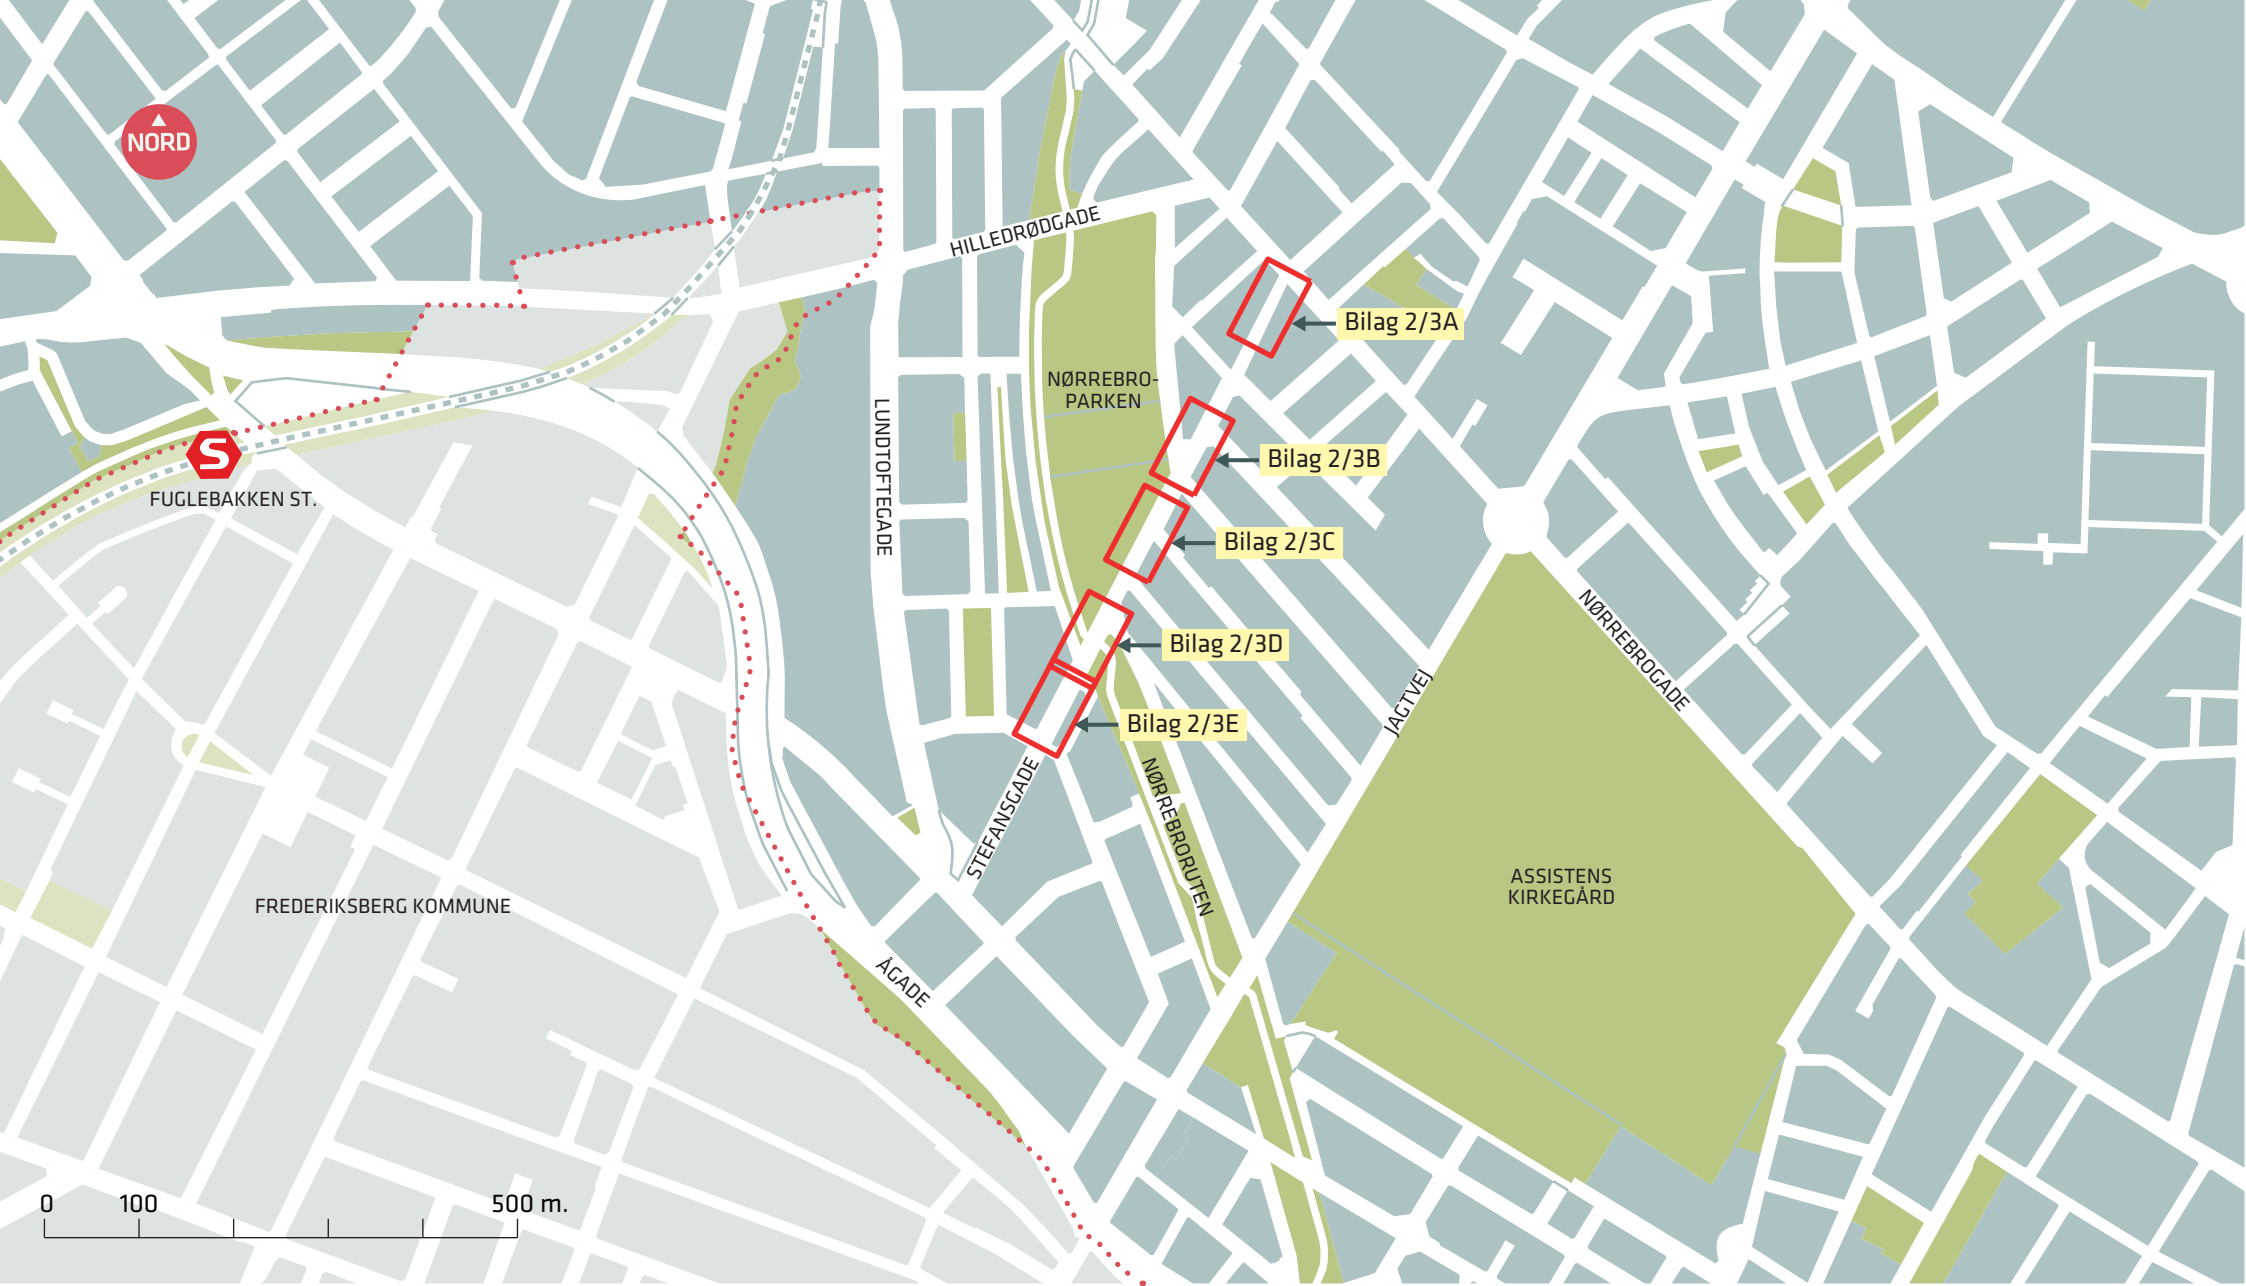 NORD
HILLEDRØDGADE
Bilag 2/3A
NØRREBRO-
PARKEN
LUNDTOFTEGADE
Bilag 2/3B
S
FUGLEBAKKEN ST.
Bilag 2/3C
NØRREBROGADE
Bilag 2/3D
JAGTVEJ
Bilag 2/3E
STEFANSGADE
NØRREBRORUTEN
ASSISTENS
KIRKEGÅRD
FREDERIKSBERG KOMMUNE
ÅGADE
0 100 500 m.